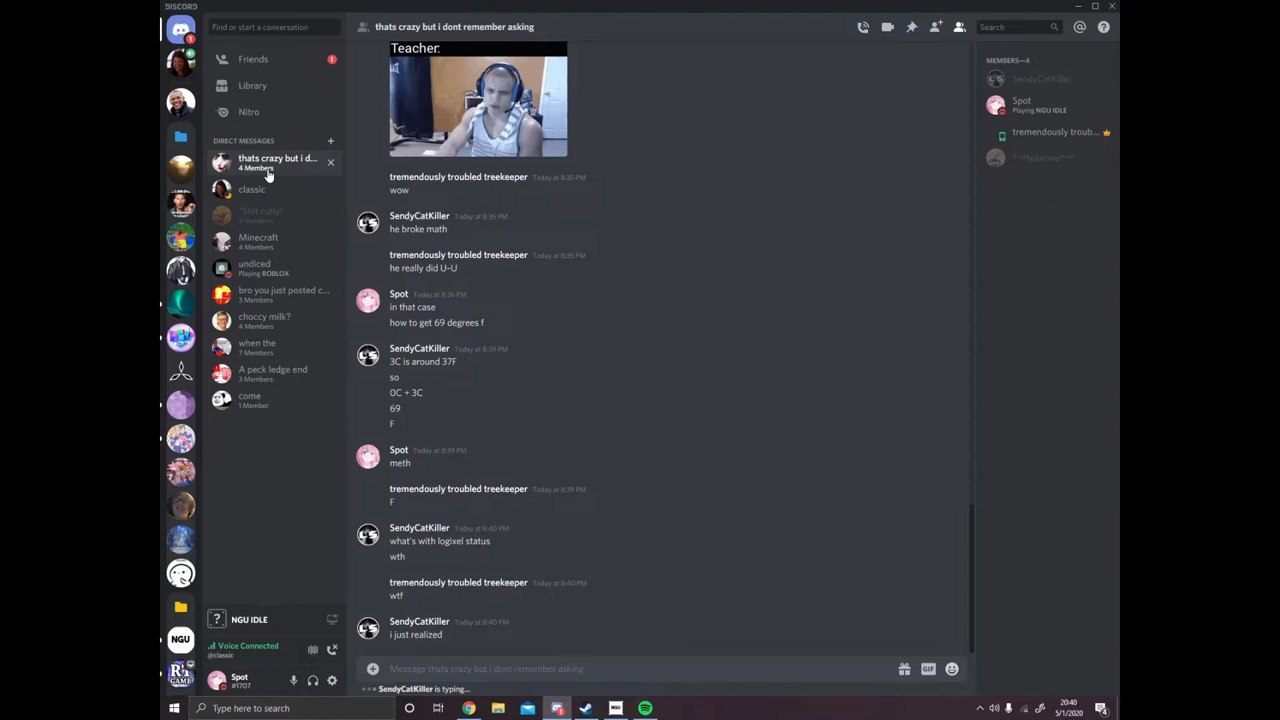 DISCORD
Find or start a conversation
thats crazy but i dont remember asking
Search
Friends
1
Library
Nitro
DIRECT MESSAGES
thats crazy but i d...
4 Members
classic
"Shit cutly"
9 Members
Minecraft
4 Members
undiced
Playing ROBLOX
bro you just posted c...
3 Members
choccy milk?
4 Members
when the
7 Members
A peck ledge end
3 Members
come
1 Member
NGU IDLE
Voice Connected
@classic
Spot
#1707
1
NGU
Teacher:
tremendously troubled treekeeper Today at 8:35 PM
wow
SendyCatKiller Today at 8:35 PM
he broke math
tremendously troubled treekeeper Today at 8:35 PM
he really did U-U
Spot Today at 8:36 PM
in that case
how to get 69 degrees f
SendyCatKiller Today at 8:39 PM
3C is around 37F
so
0C + 3C
69
F
Spot Today at 8:39 PM
meth
tremendously troubled treekeeper Today at 8:39 PM
F
SendyCatKiller Today at 8:40 PM
what's with logixel status
wth
tremendously troubled treekeeper Today at 8:40 PM
wtf
SendyCatKiller Today at 8:40 PM
i just realized
Message thats crazy but i dont remember asking
GIF
SendyCatKiller is typing...
MEMBERS—4
SendyCatKiller
Spot
Playing NGU IDLE
tremendously troub...
Type here to search
NGU
20:40
5/1/2020
4